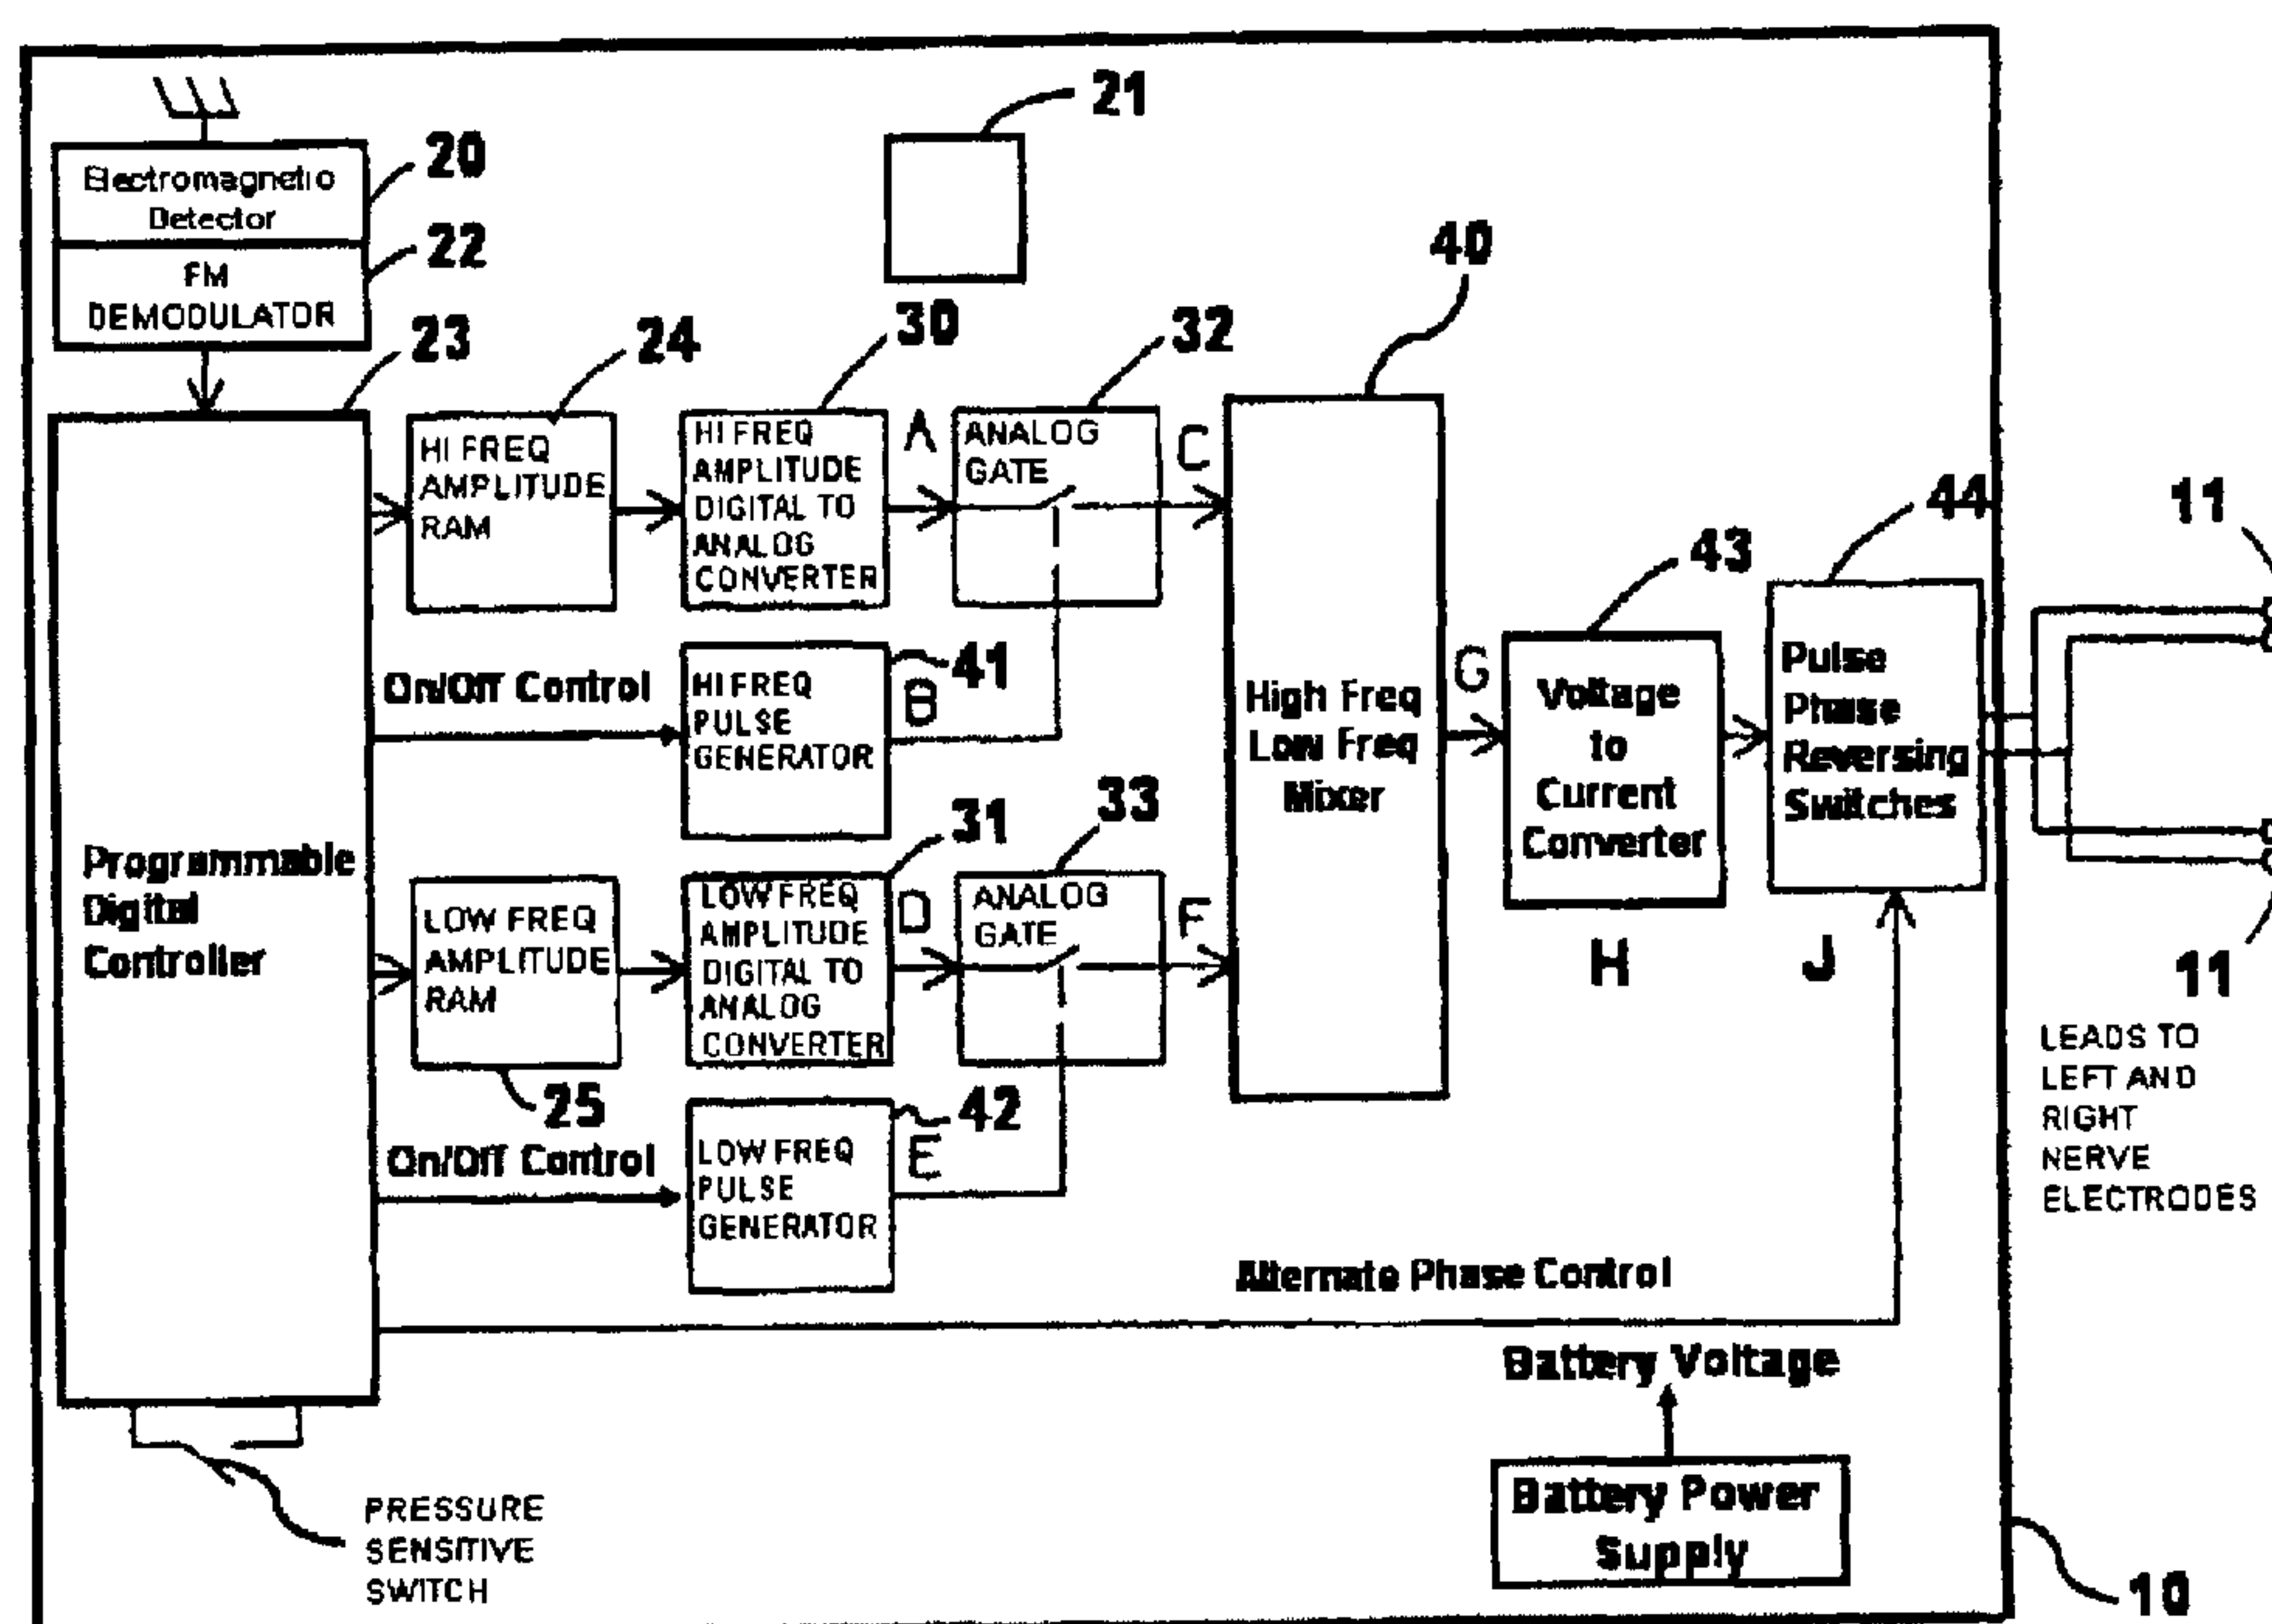 21
20
Electromagnetic
Detector
22
FM
DEMODULATOR
23
24
30
32
40
HI FREQ
AMPLITUDE
RAM
HI FREQ
AMPLITUDE
DIGITAL TO
ANALOG
CONVERTER
A
ANALOG
GATE
C
44
11
43
On/Off Control
HI FREQ
PULSE
GENERATOR
41
B
High Freq
Low Freq
Mixer
G
Voltage
to
Current
Converter
Pulse
Phase
Reversing
Switches
Programmable
Digital
Controller
31
33
LOW FREQ
AMPLITUDE
RAM
25
LOW FREQ
AMPLITUDE
DIGITAL TO
ANALOG
CONVERTER
D
ANALOG
GATE
F
H
J
11
LEADS TO
LEFT AND
RIGHT
NERVE
ELECTRODES
On/Off Control
LOW FREQ
PULSE
GENERATOR
42
E
Alternate Phase Control
Battery Voltage
Battery Power
Supply
PRESSURE
SENSITIVE
SWITCH
10